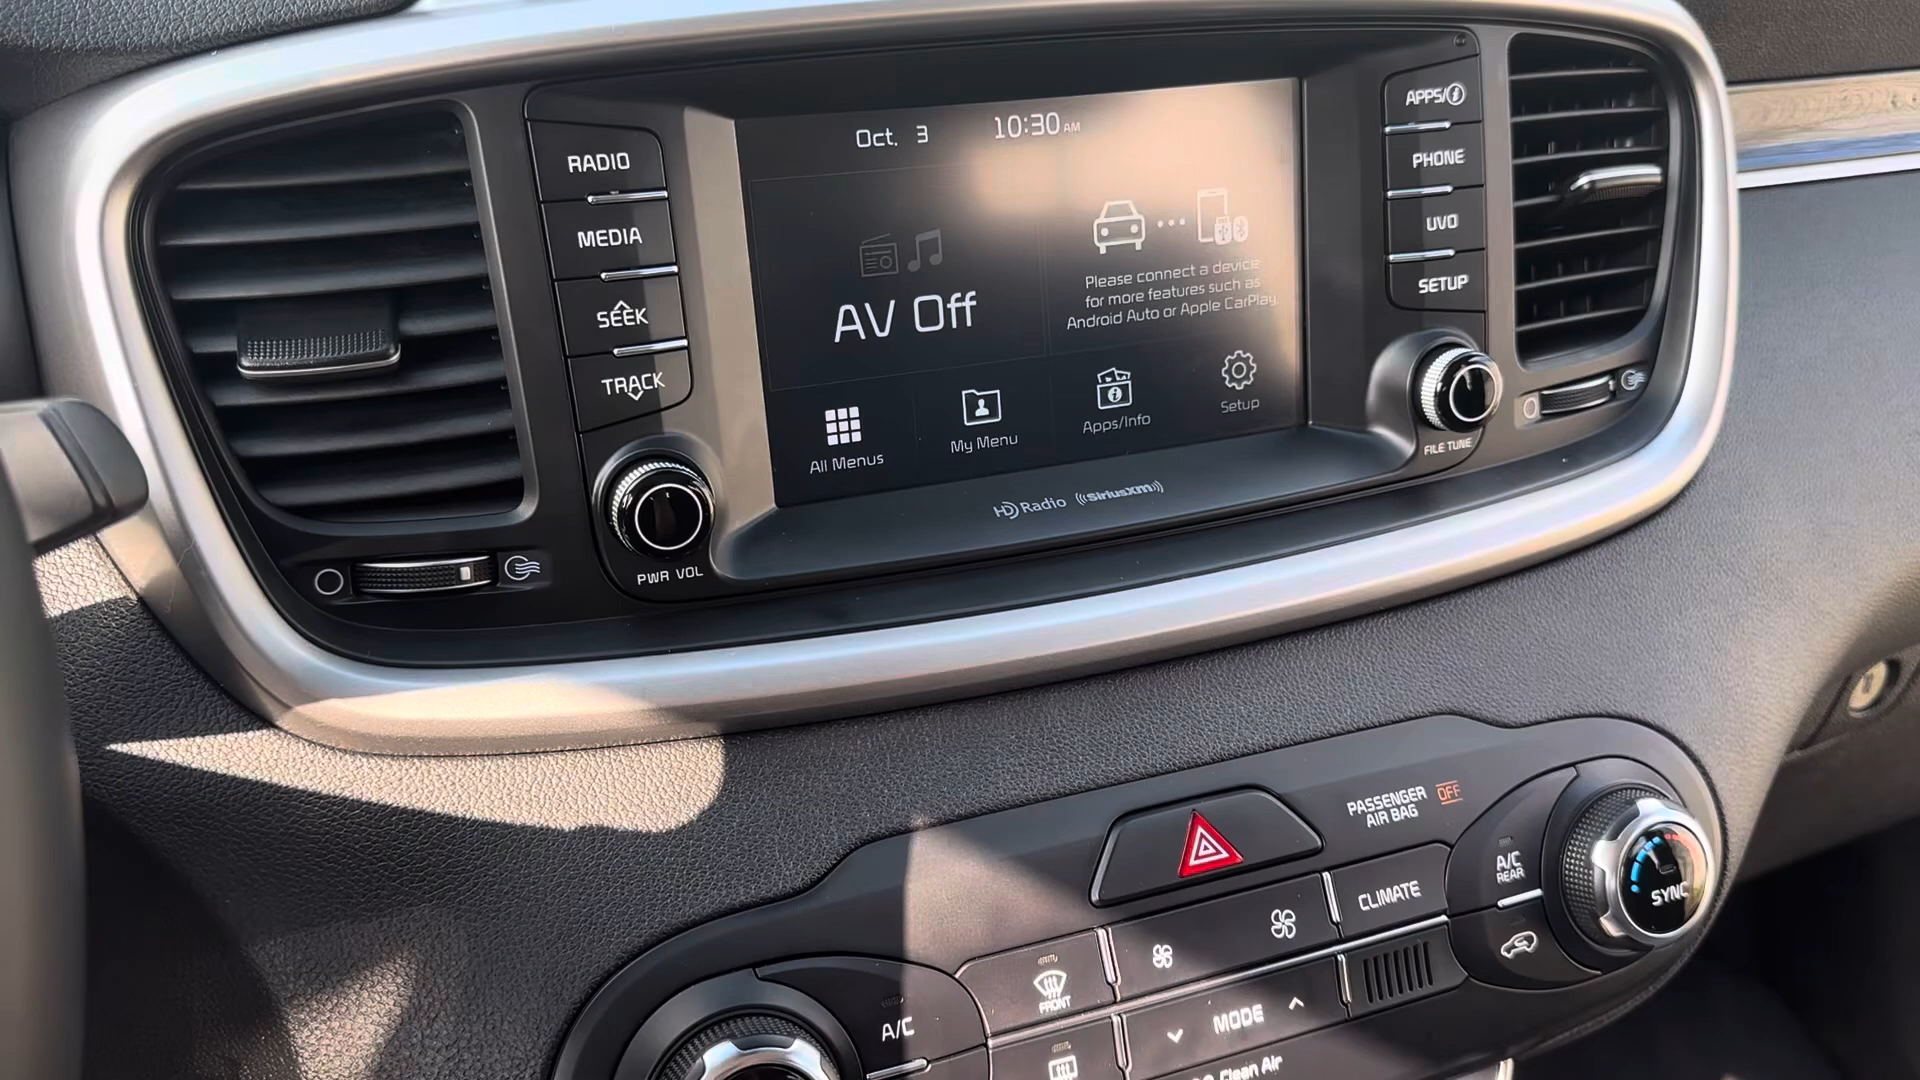 Oct. 3
10:30 AM
RADIO
MEDIA
SEEK
TRACK
PWR VOL
AV Off
Please connect a device
for more features such as
Android Auto or Apple CarPlay.
All Menus
My Menu
Apps/Info
Setup
HD Radio
((SiriusXM))
APPS/i
PHONE
UVO
SETUP
FILE TUNE
PASSENGER OFF
AIR BAG
A/C
REAR
SYNC
CLIMATE
FRONT
A/C
MODE
Clean Air